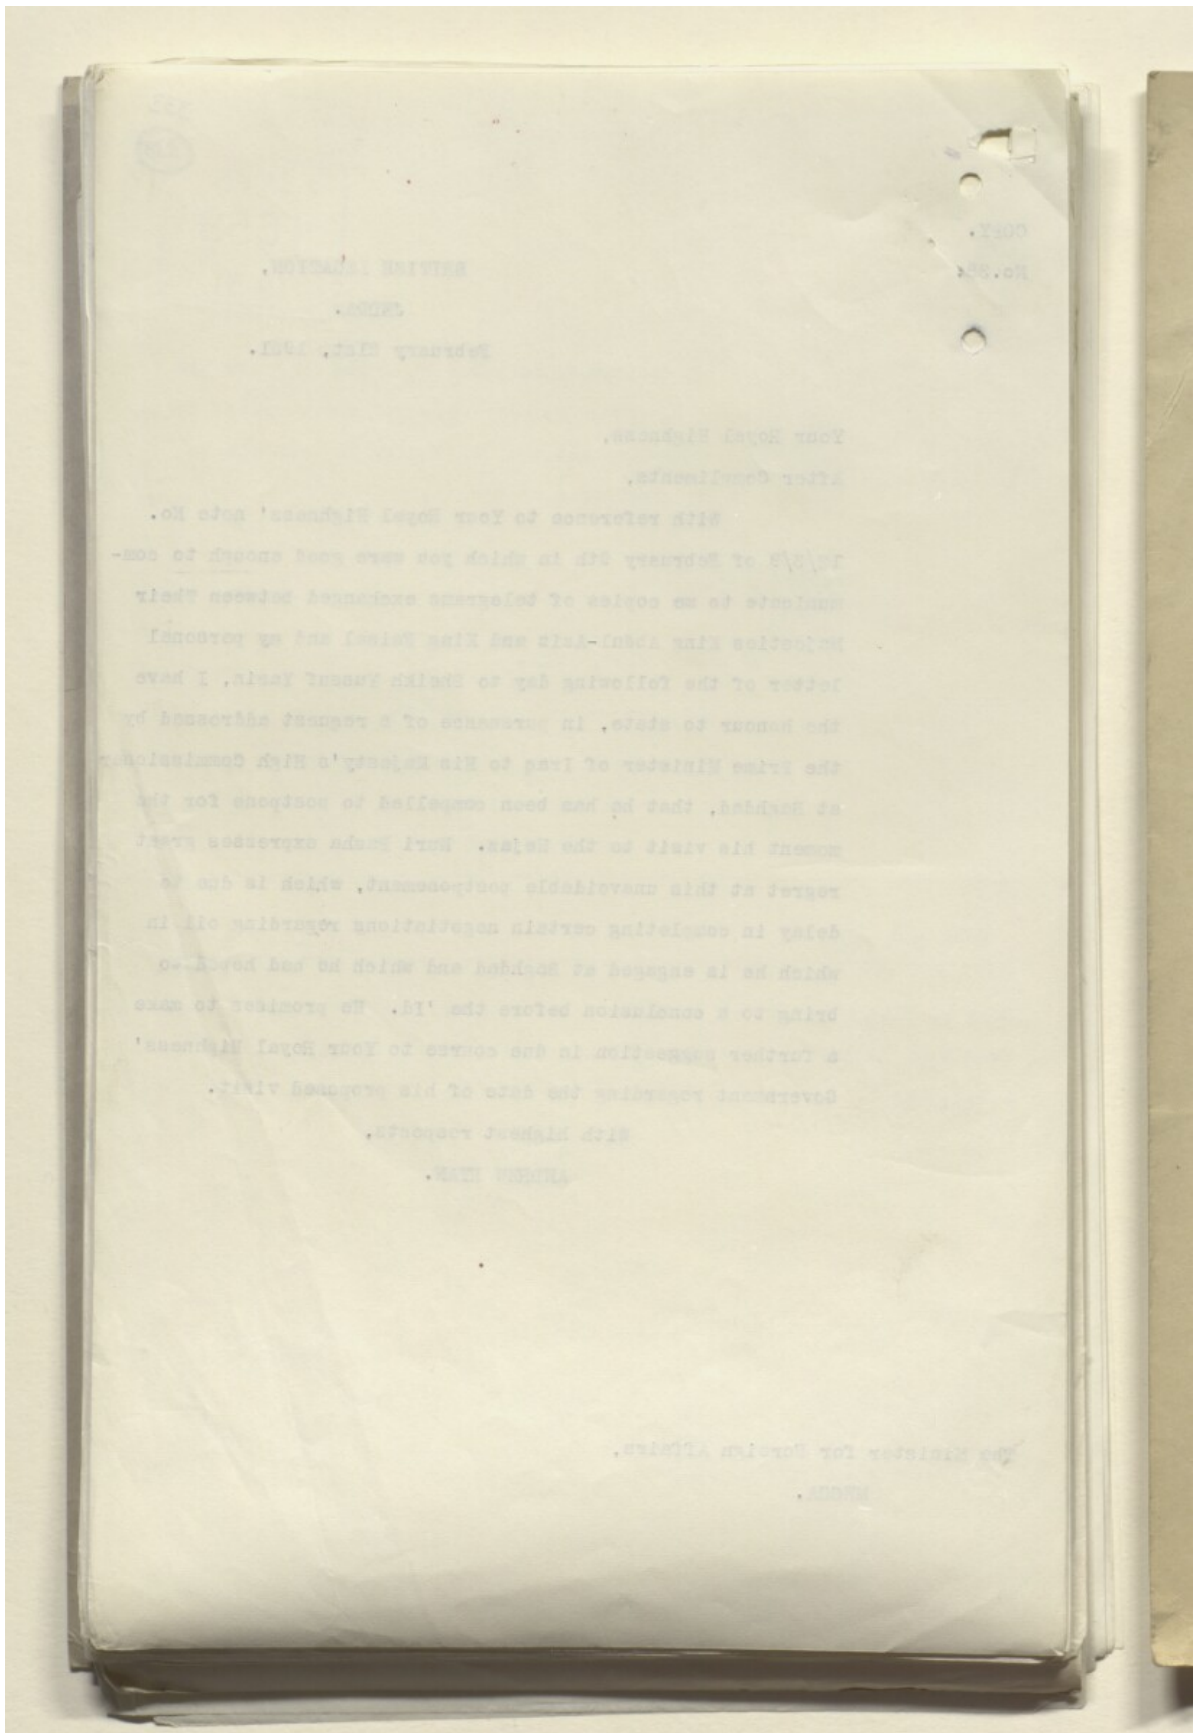 COPY.
No.
BRITISH LEGATION,
JEDDA.
February 21st, 1931.
Your Royal Highness,
After Compliments,
With reference to Your Royal Highness' note No.
of February 9th in which you were good enough to com-
municate to me copies of telegrams exchanged between Their
Majesties King Abdul-Aziz and King Feisal and my personal
letter of the following day to Sheikh Yussuf Yasin, I have
the honour to state, in pursuance of a request addressed by
the Prime Minister of Iraq to His Majesty's High Commissioner
at Baghdad, that he has been compelled to postpone for the
moment his visit to the Hejaz. Nuri Pasha expresses great
regret at this unavoidable postponement, which is due to
delay in completing certain negotiations regarding oil in
which he is engaged at Baghdad and which he had hoped to
bring to a conclusion before the 'Id. He promises to make
a further suggestion in due course to Your Royal Highness'
Government regarding the date of his proposed visit.
With highest respects,
ANDREW RYAN.
The Minister for Foreign Affairs,
MECCA.